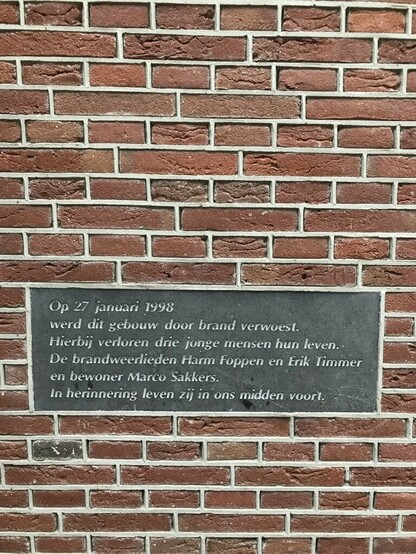 Op 27 januari 1998
werd dit gebouw door brand verwoest.
Hierbij verloren drie jonge mensen hun leven.
De brandweerlieden Harm Foppen en Erik Timmer
en bewoner Marco Sakkers.
In herinnering leven zij in ons midden voort.